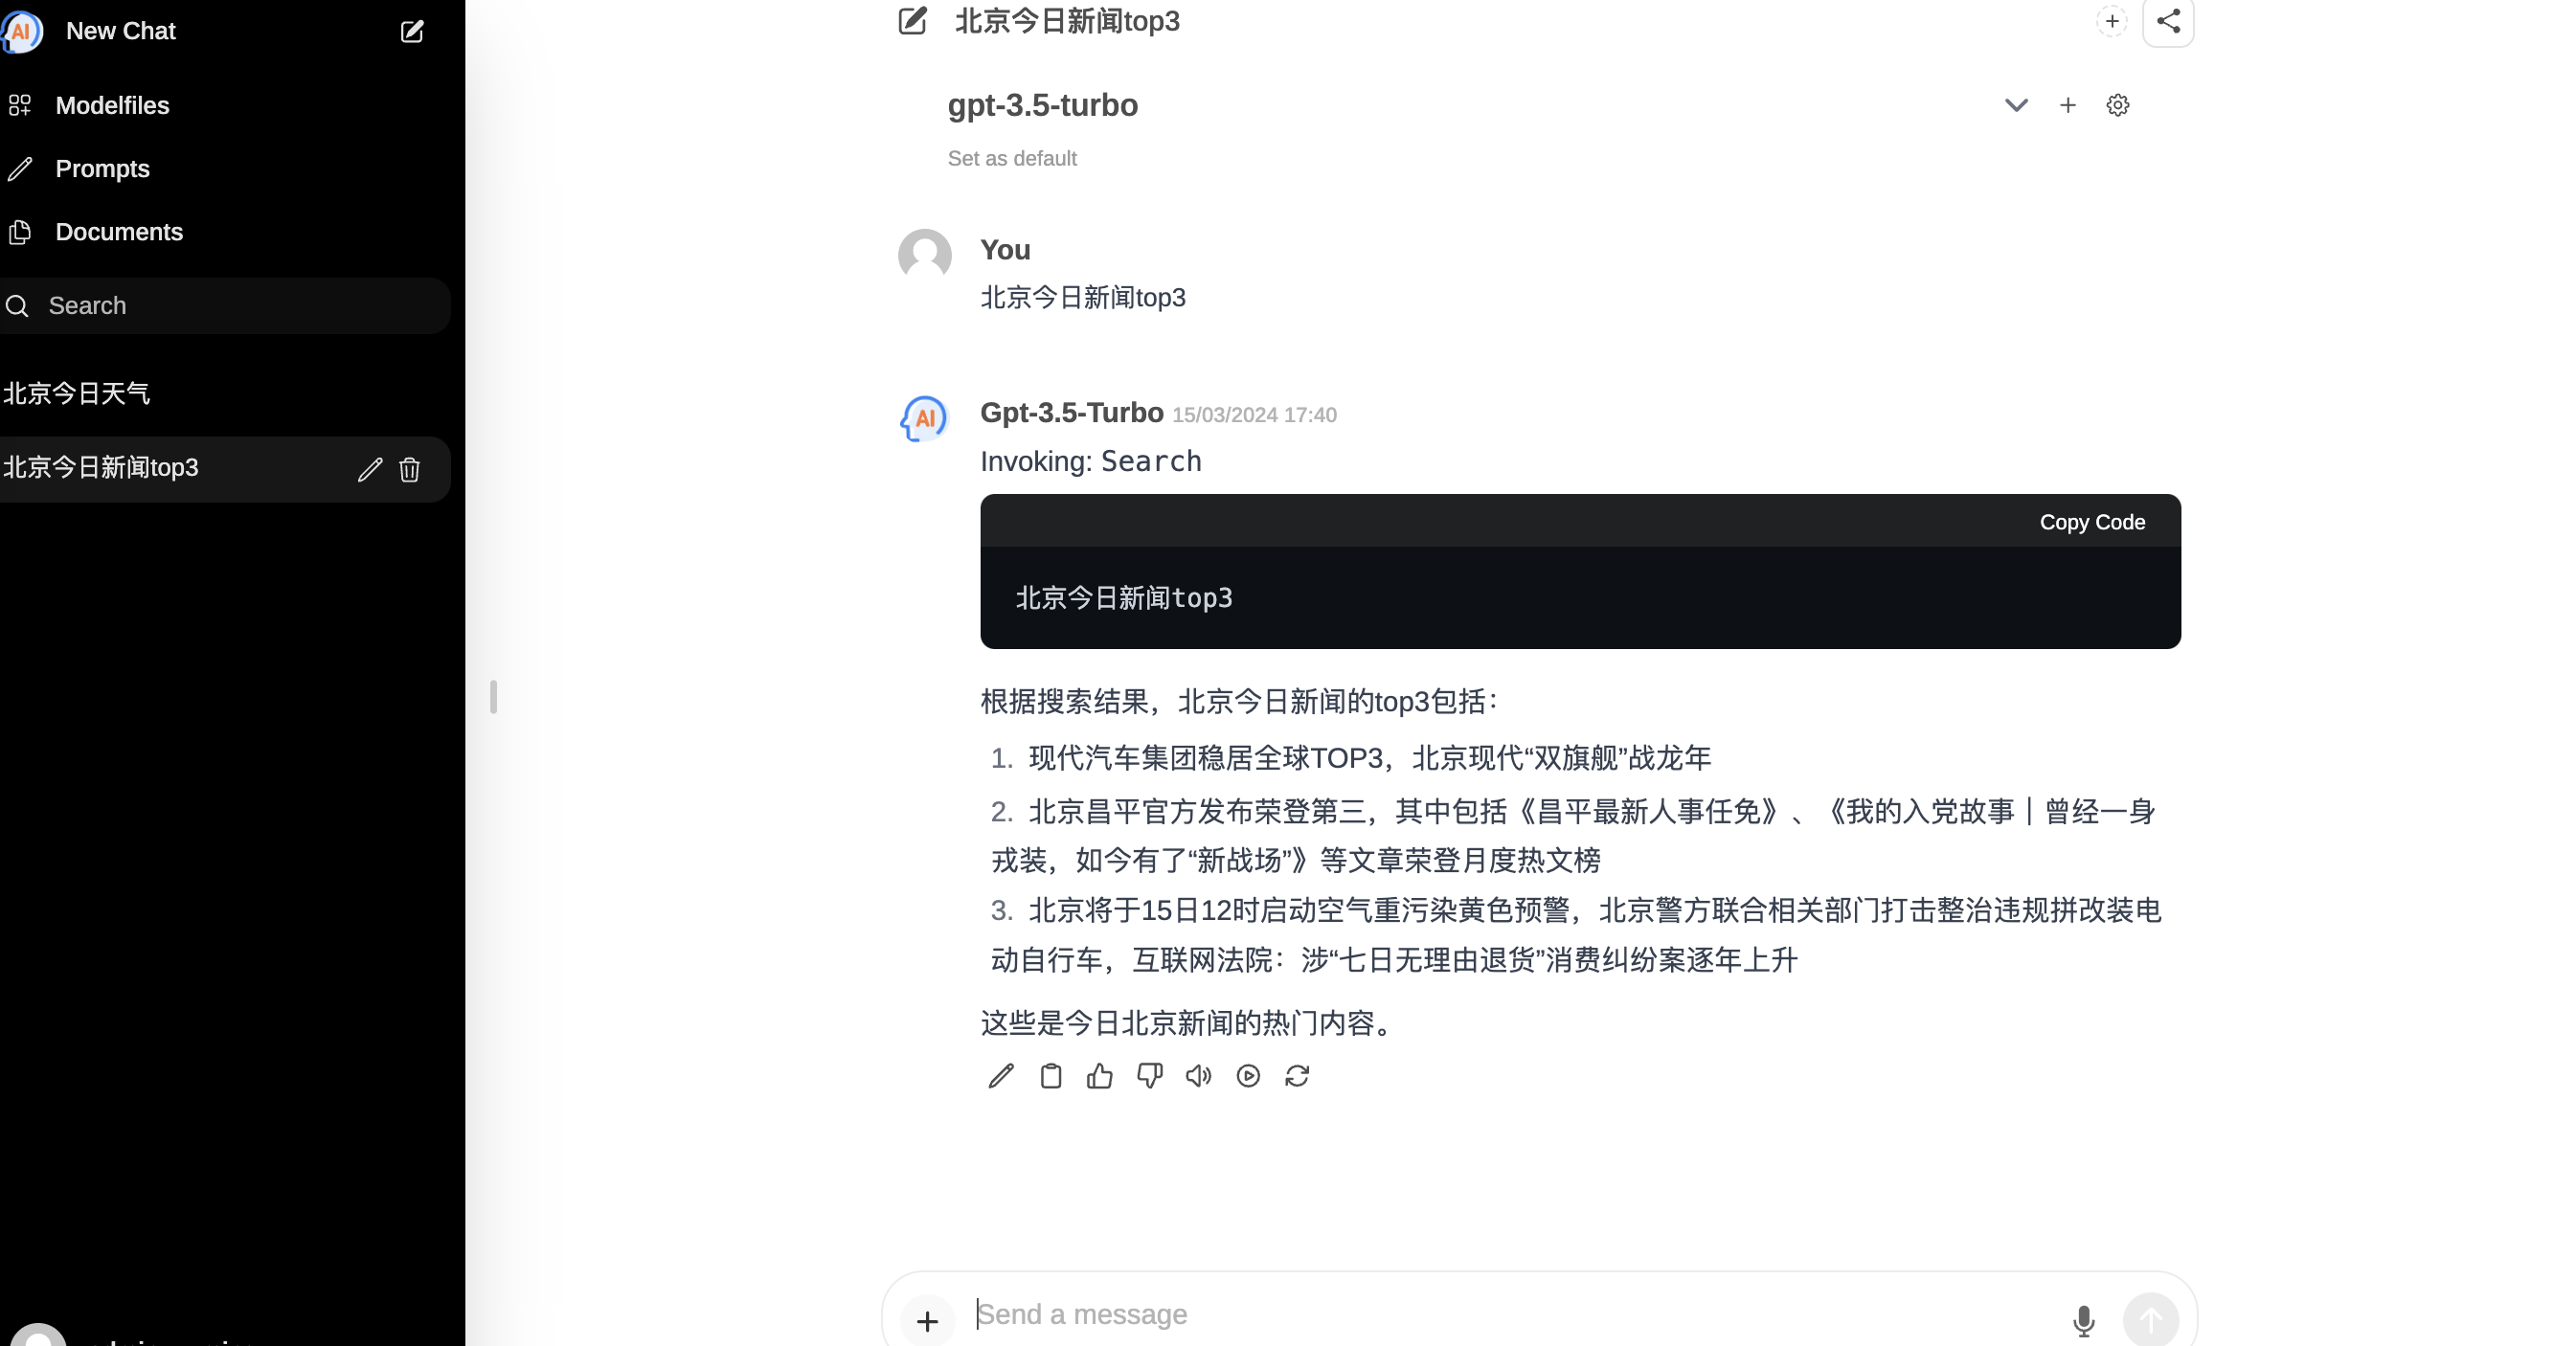 AI New Chat
Modelfiles
Prompts
Documents
Search
北京今日天气
北京今日新闻top3
北京今日新闻top3
gpt-3.5-turbo
Set as default
You
北京今日新闻top3
AI Gpt-3.5-Turbo 15/03/2024 17:40
Invoking: Search
Copy Code
北京今日新闻top3
根据搜索结果，北京今日新闻的top3包括：
1. 现代汽车集团稳居全球TOP3，北京现代“双旗舰”战龙年
2. 北京昌平官方发布荣登第三，其中包括《昌平最新人事任免》、《我的入党故事｜曾经一身
戎装，如今有了“新战场”》等文章荣登月度热文榜
3. 北京将于15日12时启动空气重污染黄色预警，北京警方联合相关部门打击整治违规拼改装电
动自行车，互联网法院：涉“七日无理由退货”消费纠纷案逐年上升
这些是今日北京新闻的热门内容。
Send a message